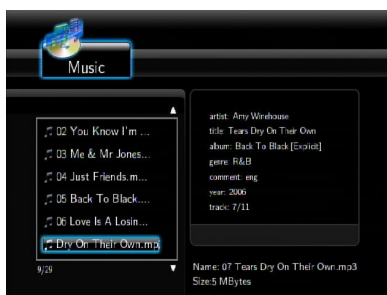 Music
02 You Know I'm ...
03 Me & Mr Jones...
04 Just Friends.m...
05 Back To Black....
06 Love Is A Losin...
Dry On Their Own.mp
9/29
artist: Amy Winehouse
title: Tears Dry On Their Own
album: Back To Black [Explicit]
genre: R&B
comment: eng
year: 2006
track: 7/11
Name: 07 Tears Dry On Their Own.mp3
Size:5 MBytes